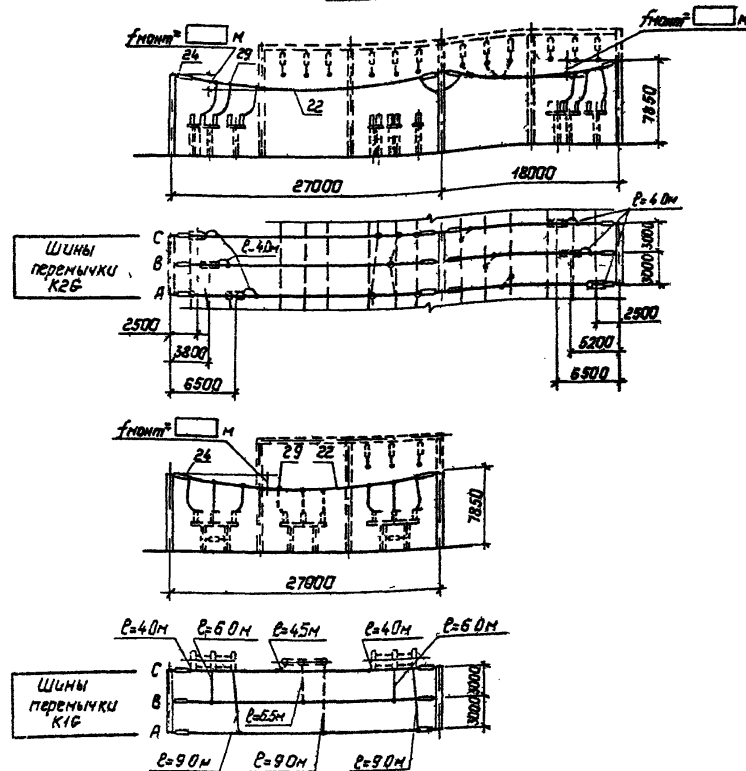 fмонт= м
fмонт= м
24
29
22
7850
27000
18000
ℓ=4.0м
Шины
перемычки
К2G
С
В
А
ℓ=4.0м
3000
3000
2500
3800
6500
2500
5200
6500
fмонт= м
24
29
22
7850
27000
ℓ=4.0м
ℓ=6.0м
ℓ=4.5м
ℓ=4.0м
ℓ=6.0м
Шины
перемычки
К1G
С
В
А
ℓ=6.5м
3000
3000
ℓ=9.0м
ℓ=9.0м
ℓ=9.0м